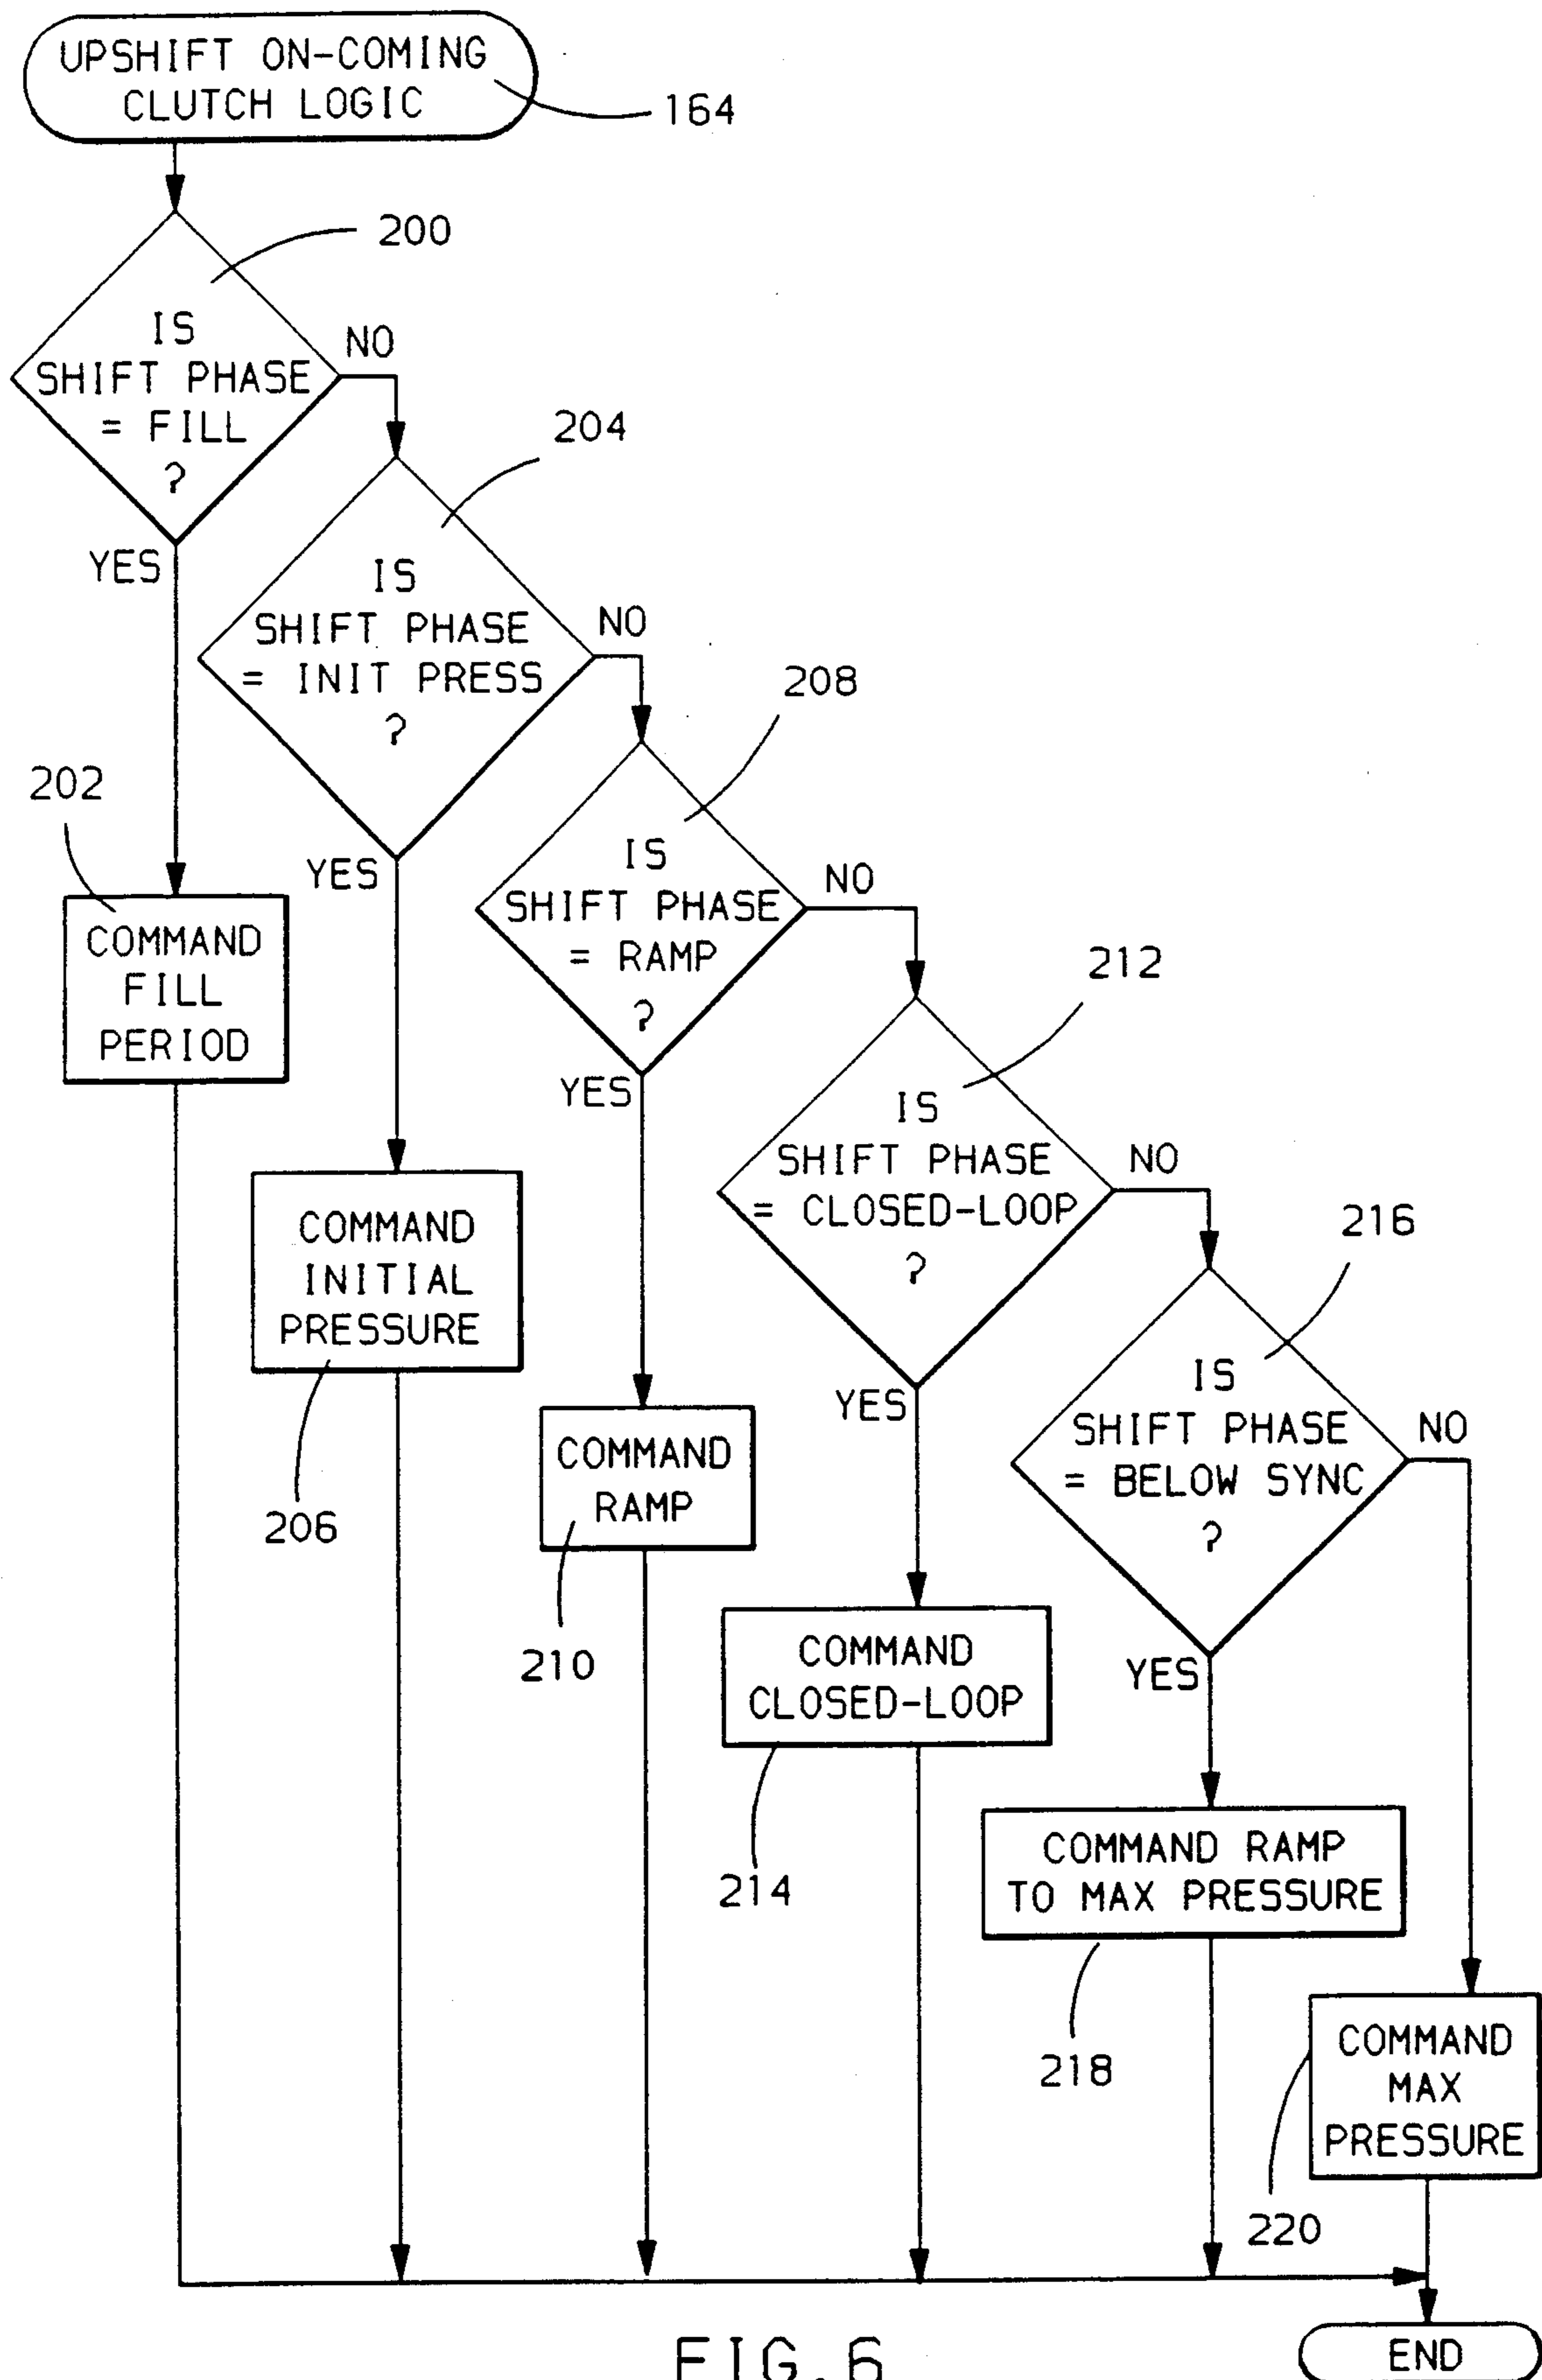 UPSHIFT ON-COMING
CLUTCH LOGIC
164
200
IS
SHIFT PHASE
= FILL
?
NO
YES
204
IS
SHIFT PHASE
= INIT PRESS
?
NO
YES
208
IS
SHIFT PHASE
= RAMP
?
NO
YES
202
COMMAND
FILL
PERIOD
212
IS
SHIFT PHASE
= CLOSED-LOOP
?
NO
YES
COMMAND
INITIAL
PRESSURE
206
216
IS
SHIFT PHASE
= BELOW SYNC
?
NO
YES
COMMAND
RAMP
210
COMMAND
CLOSED-LOOP
214
COMMAND RAMP
TO MAX PRESSURE
218
COMMAND
MAX
PRESSURE
220
END
FIG.6